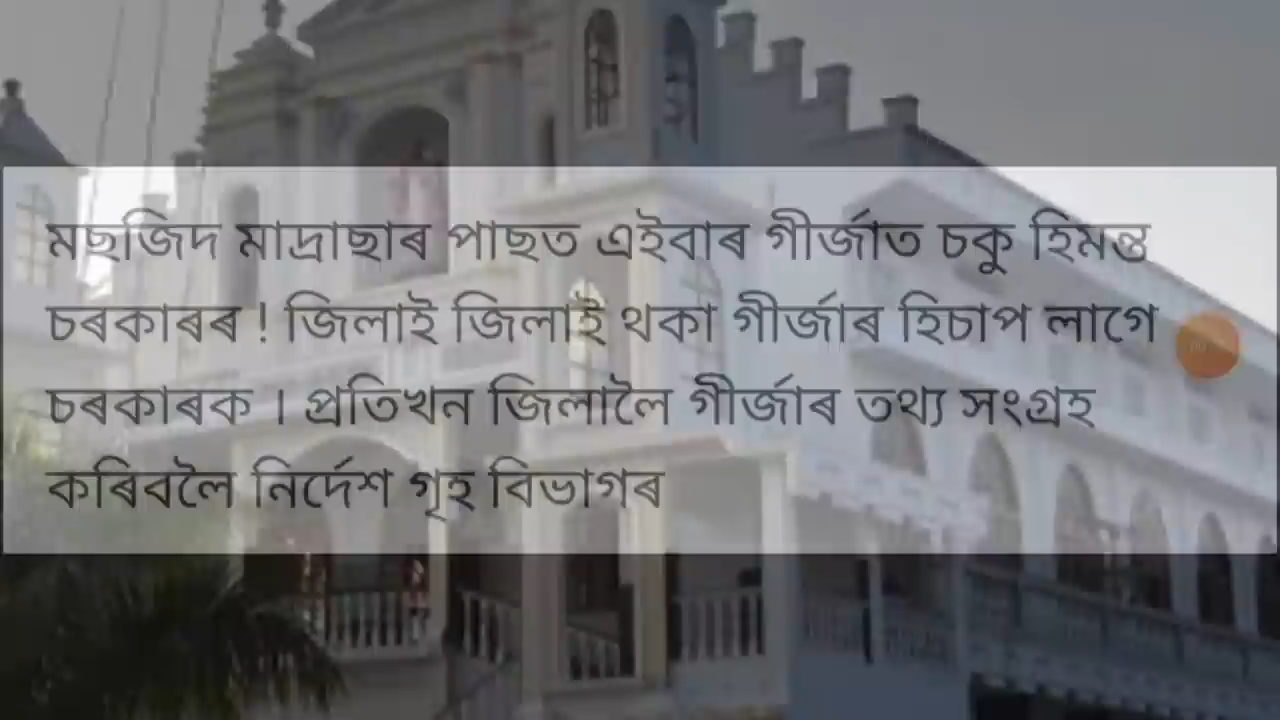 মছজিদ মাদ্ৰাছাৰ পাছত এইবাৰ গীৰ্জাত চকু হিমন্ত
চৰকাৰৰ ! জিলাই জিলাই থকা গীৰ্জাৰ হিচাপ লাগে
চৰকাৰক । প্ৰতিখন জিলালৈ গীৰ্জাৰ তথ্য সংগ্ৰহ
কৰিবলৈ নিৰ্দেশ গৃহ বিভাগৰ